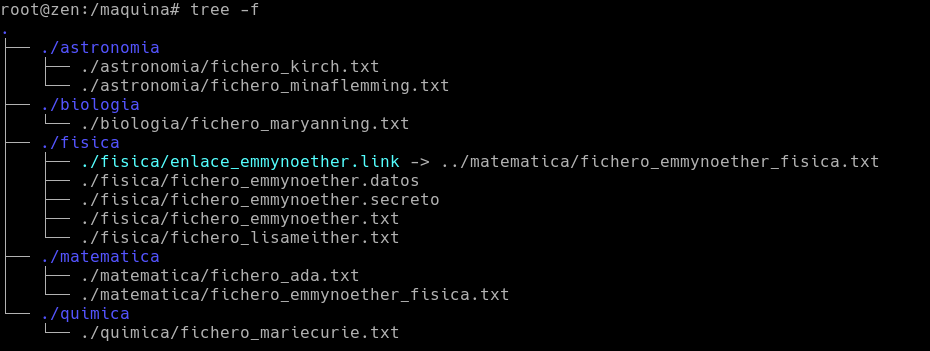 root@zen:/maquina# tree -f
.
├── ./astronomia
│   ├── ./astronomia/fichero_kirch.txt
│   └── ./astronomia/fichero_minaflemming.txt
├── ./biologia
│   └── ./biologia/fichero_maryanning.txt
├── ./fisica
│   ├── ./fisica/enlace_emmynoether.link -> ../matematica/fichero_emmynoether_fisica.txt
│   ├── ./fisica/fichero_emmynoether.datos
│   ├── ./fisica/fichero_emmynoether.secreto
│   ├── ./fisica/fichero_emmynoether.txt
│   └── ./fisica/fichero_lisameither.txt
├── ./matematica
│   ├── ./matematica/fichero_ada.txt
│   └── ./matematica/fichero_emmynoether_fisica.txt
└── ./quimica
    └── ./quimica/fichero_mariecurie.txt